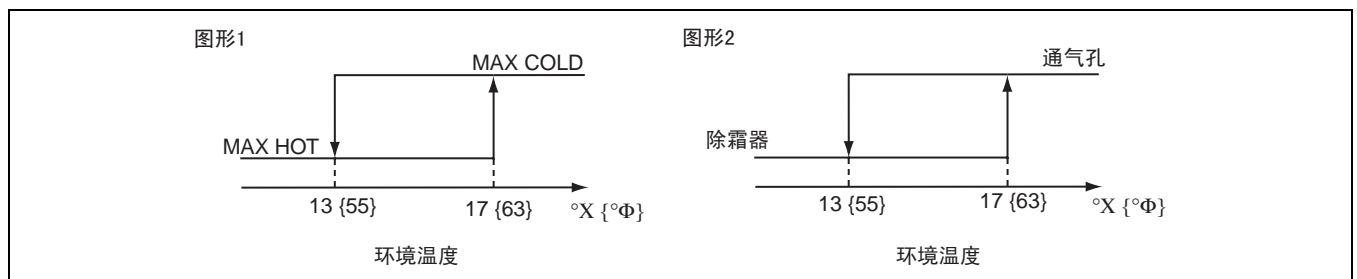 图形1
MAX COLD
MAX HOT
13 {55}
17 {63}
°X {°Φ}
环境温度
图形2
通气孔
除霜器
13 {55}
17 {63}
°X {°Φ}
环境温度